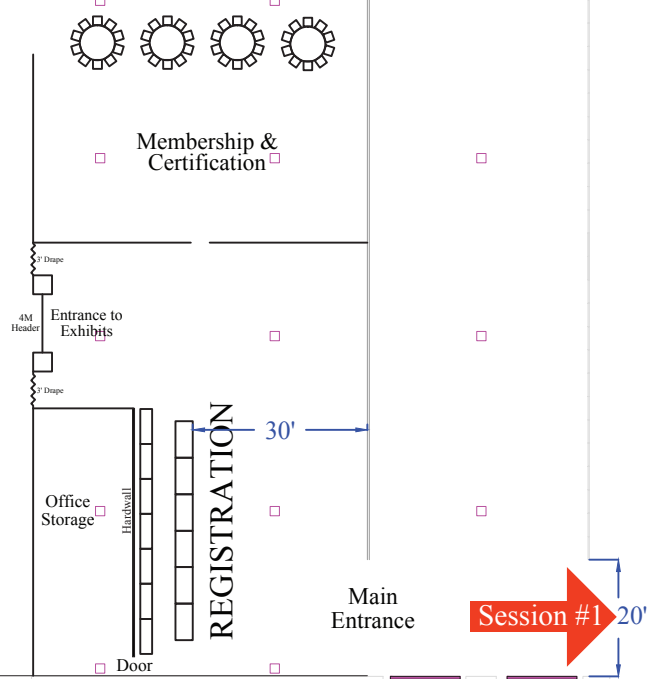 Membership &
Certification
3' Drape
4M
Header
Entrance to
Exhibits
3' Drape
30'
REGISTRATION
Hardwall
Office
Storage
Main
Entrance
Session #1
20'
Door